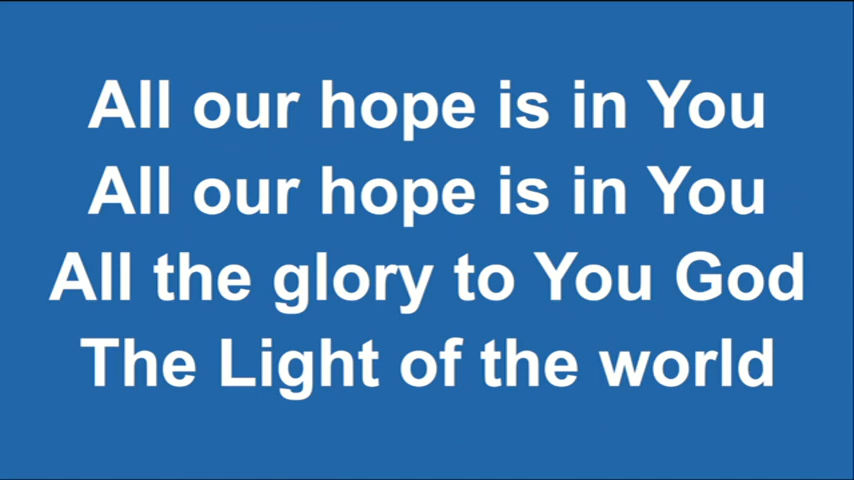 All our hope is in You
All our hope is in You
All the glory to You God
The Light of the world